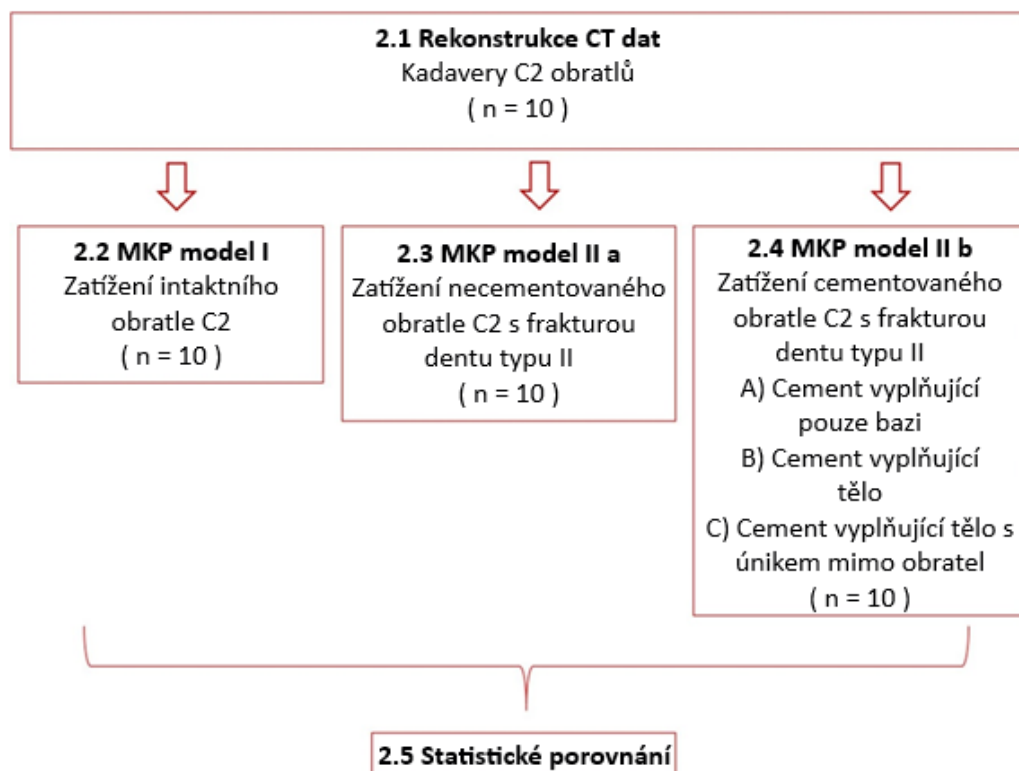 2.1 Rekonstrukce CT dat
Kadavery C2 obratlů
( n = 10 )
2.2 MKP model I
Zatížení intaktního
obratle C2
( n = 10 )
2.3 MKP model II a
Zatížení necementovaného
obratle C2 s frakturou
dentu typu II
( n = 10 )
2.4 MKP model II b
Zatížení cementovaného
obratle C2 s frakturou
dentu typu II
A) Cement vyplňující
pouze bazi
B) Cement vyplňující
tělo
C) Cement vyplňující tělo s
únikem mimo obratel
( n = 10 )
2.5 Statistické porovnání